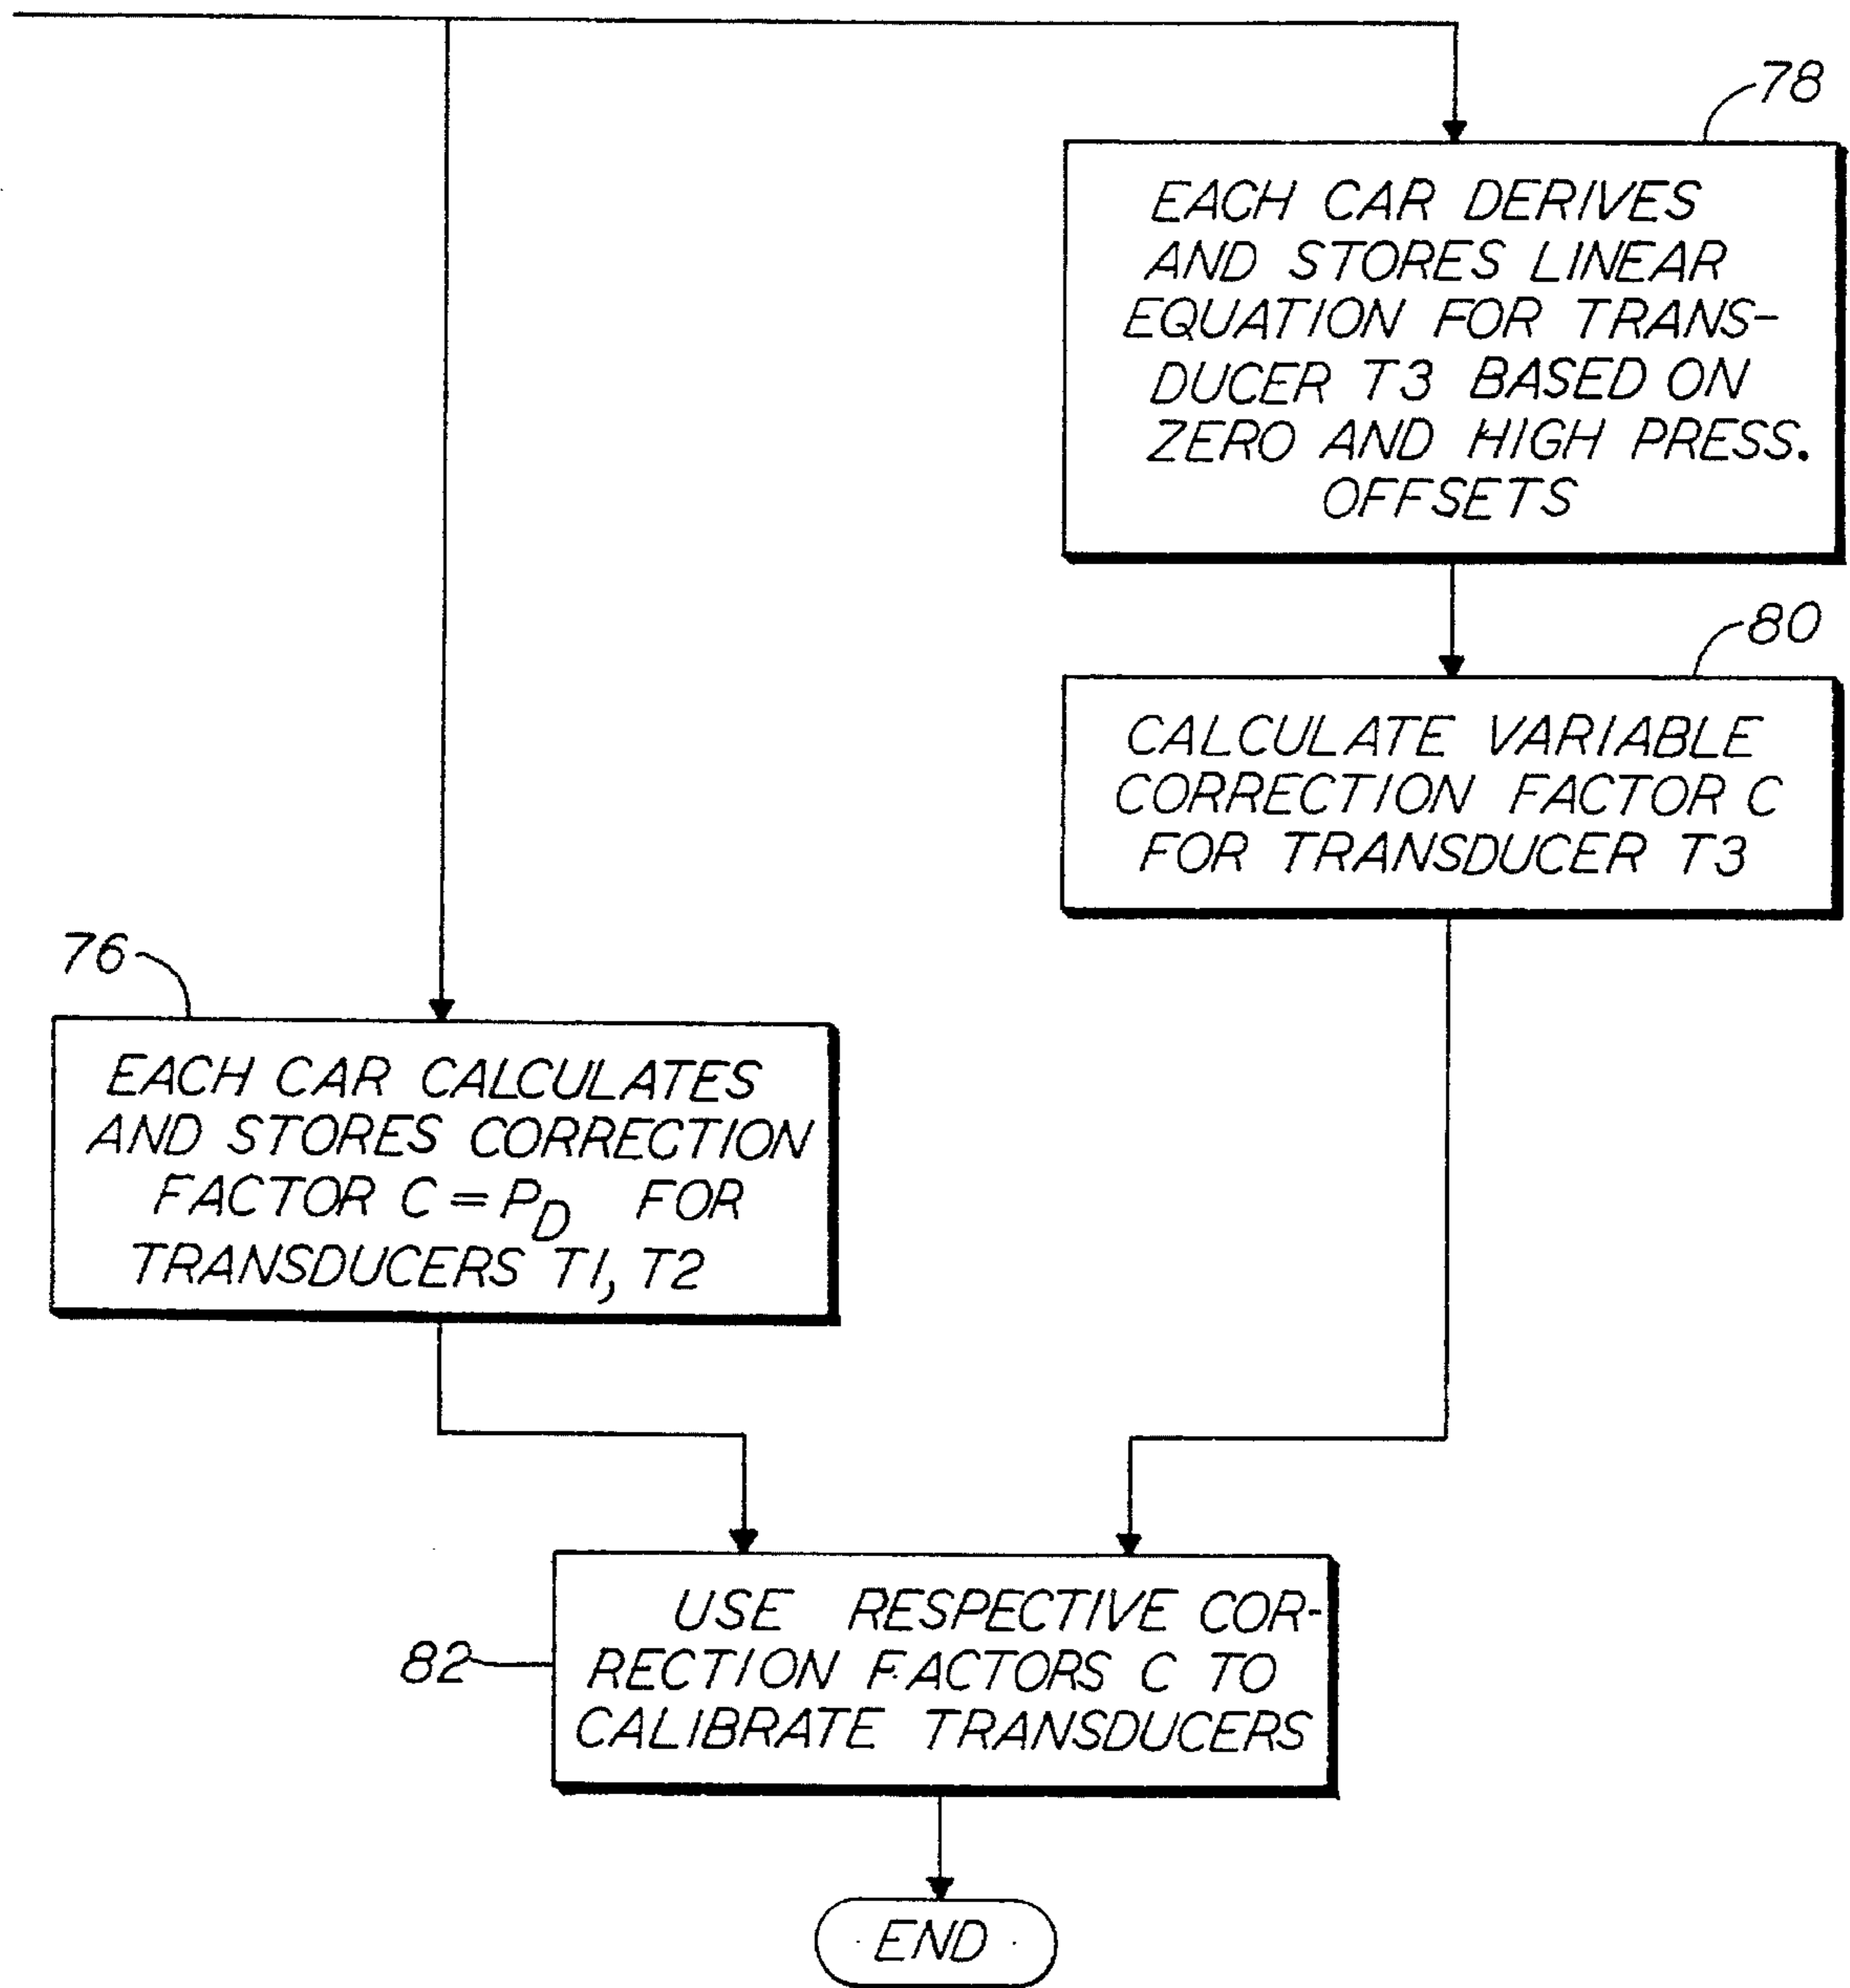 78
EACH CAR DERIVES
AND STORES LINEAR
EQUATION FOR TRANS-
DUCER T3 BASED ON
ZERO AND HIGH PRESS.
OFFSETS
80
CALCULATE VARIABLE
CORRECTION FACTOR C
FOR TRANSDUCER T3
76
EACH CAR CALCULATES
AND STORES CORRECTION
FACTOR C = P_D FOR
TRANSDUCERS T1, T2
USE RESPECTIVE COR-
82
RECTION FACTORS C TO
CALIBRATE TRANSDUCERS
END